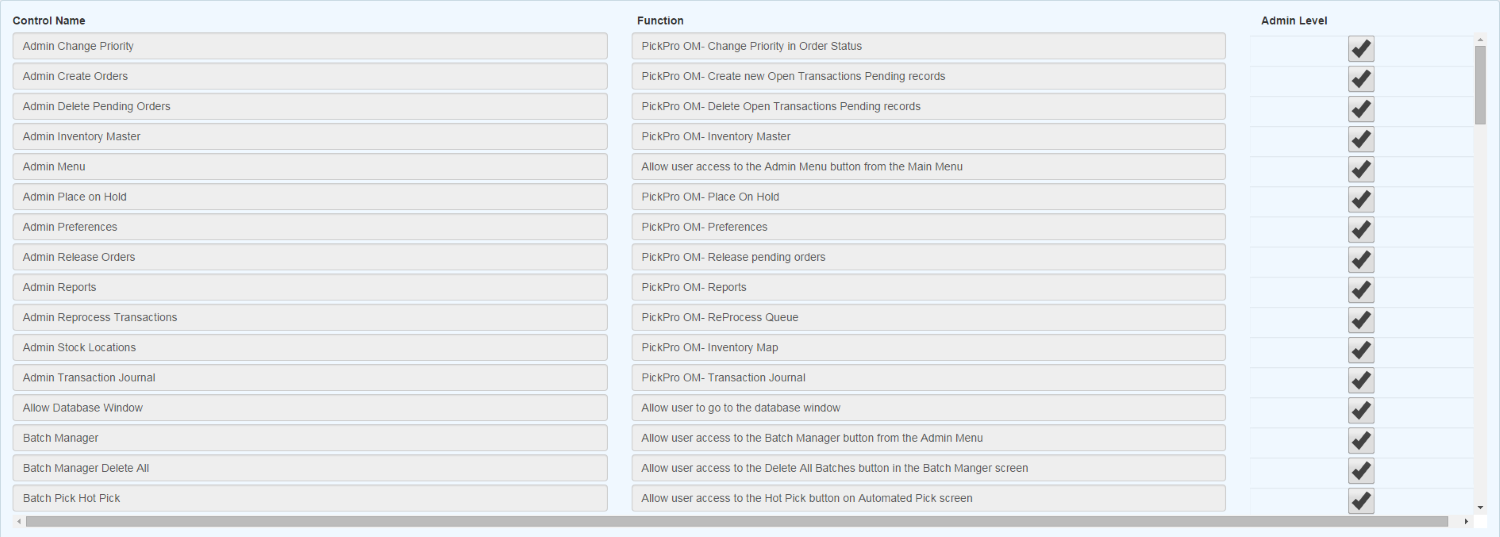 Control Name Function Admin Level
Admin Change Priority PickPro OM- Change Priority in Order Status
Admin Create Orders PickPro OM- Create new Open Transactions Pending records
Admin Delete Pending Orders PickPro OM- Delete Open Transactions Pending records
Admin Inventory Master PickPro OM- Inventory Master
Admin Menu Allow user access to the Admin Menu button from the Main Menu
Admin Place on Hold PickPro OM- Place On Hold
Admin Preferences PickPro OM- Preferences
Admin Release Orders PickPro OM- Release pending orders
Admin Reports PickPro OM- Reports
Admin Reprocess Transactions PickPro OM- ReProcess Queue
Admin Stock Locations PickPro OM- Inventory Map
Admin Transaction Journal PickPro OM- Transaction Journal
Allow Database Window Allow user to go to the database window
Batch Manager Allow user access to the Batch Manager button from the Admin Menu
Batch Manager Delete All Allow user access to the Delete All Batches button in the Batch Manger screen
Batch Pick Hot Pick Allow user access to the Hot Pick button on Automated Pick screen